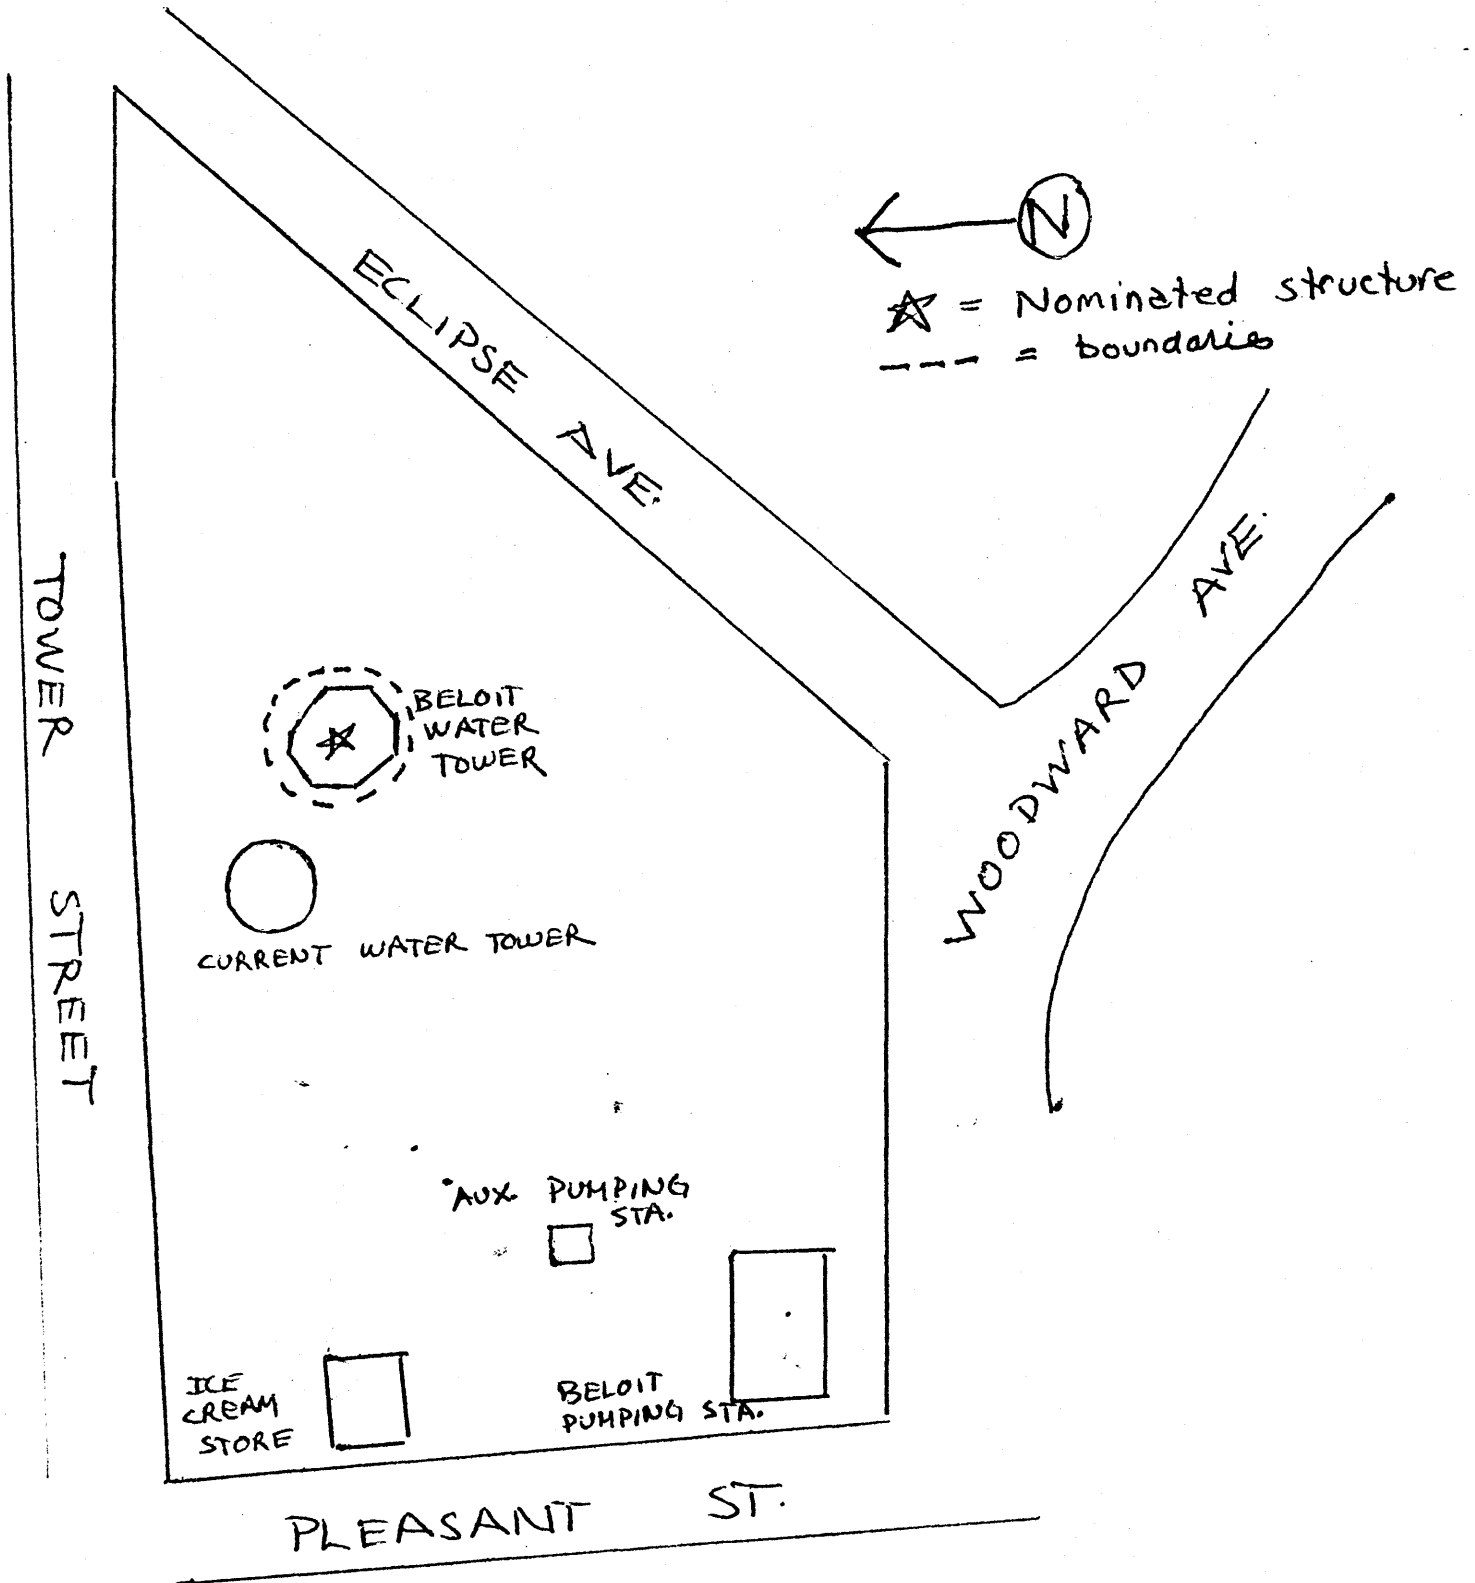 N
= Nominated structure
--- = boundaries
ECLIPSE AVE.
WOODWARD AVE.
TOWER STREET
BELOIT
WATER
TOWER
CURRENT WATER TOWER
AUX. PUMPING
STA.
ICE
CREAM
STORE
BELOIT
PUMPING STA.
PLEASANT ST.